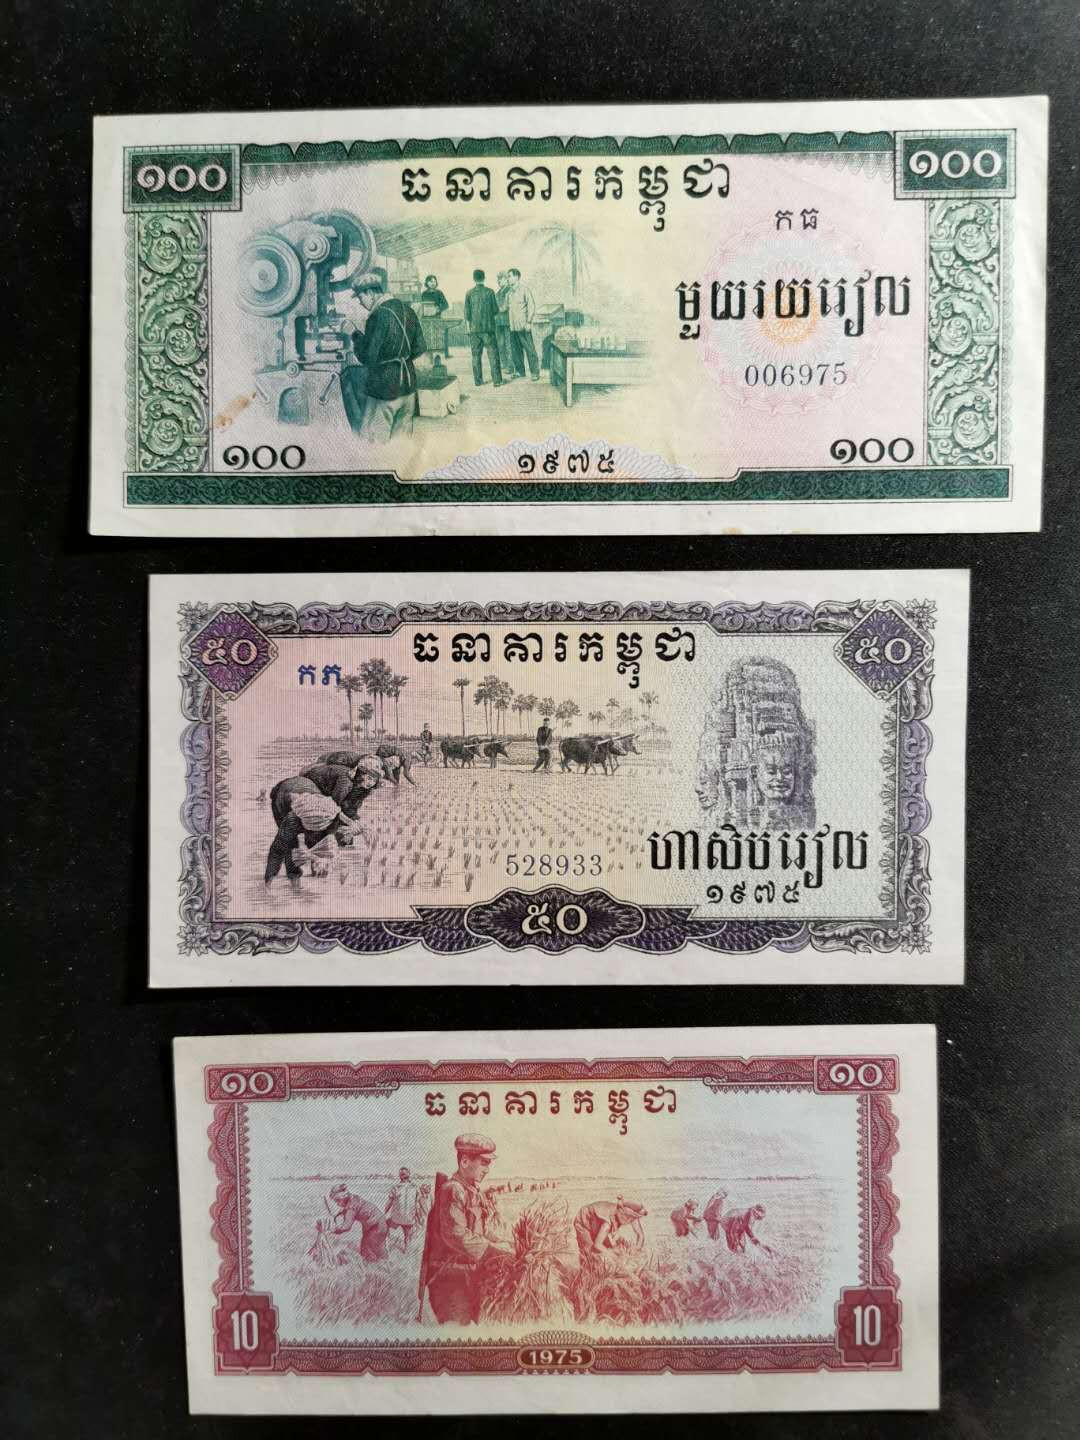 ១០០ ធនាគារកម្ពុជា ១០០
កធ
មួយរយរៀល
006975
១០០ ១៩៧៥ ១០០
៥០ ធនាគារកម្ពុជា ៥០
កភ
528933 ហាសិបរៀល
១៩៧៥
៥០
១០ ធនាគារកម្ពុជា ១០
10 10
1975